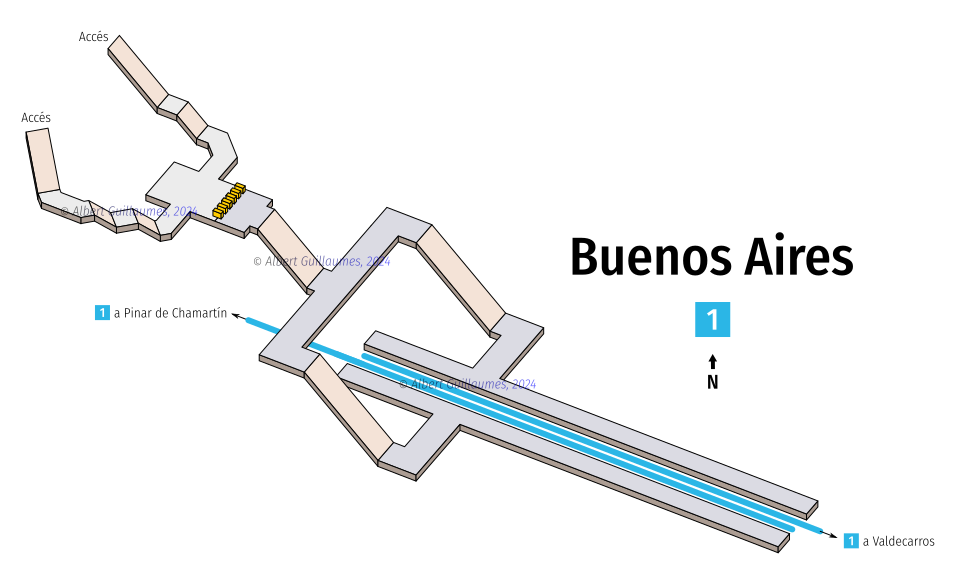 Accés
Accés
© Albert Guillaumes, 2024
© Albert Guillaumes, 2024
Buenos Aires
1 a Pinar de Chamartín
1
N
© Albert Guillaumes, 2024
1 a Valdecarros